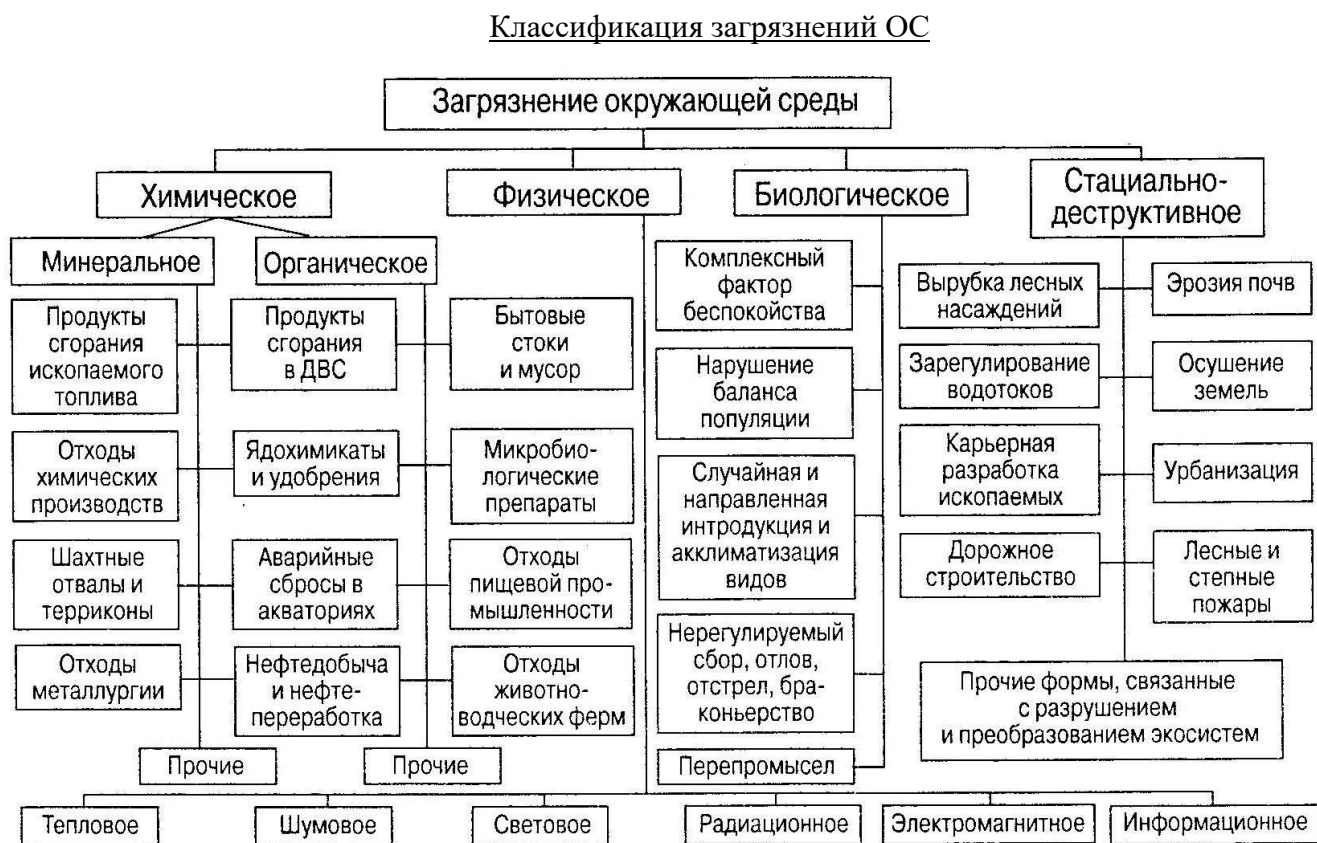 Классификация загрязнений ОС
Загрязнение окружающей среды
Химическое
Физическое
Биологическое
Стациально-
деструктивное
Минеральное
Органическое
Продукты
сгорания
ископаемого
топлива
Отходы
химических
производств
Шахтные
отвалы и
терриконы
Отходы
металлургии
Прочие
Продукты
сгорания
в ДВС
Ядохимикаты
и удобрения
Аварийные
сбросы в
акваториях
Нефтедобыча
и нефте-
переработка
Бытовые
стоки
и мусор
Микробио-
логические
препараты
Отходы
пищевой про-
мышленности
Отходы
животно-
водческих ферм
Прочие
Комплексный
фактор
беспокойства
Нарушение
баланса
популяции
Случайная и
направленная
интродукция и
акклиматизация
видов
Нерегулируемый
сбор, отлов,
отстрел, бра-
коньерство
Перепромысел
Вырубка лесных
насаждений
Зарегулирование
водотоков
Карьерная
разработка
ископаемых
Дорожное
строительство
Эрозия почв
Осушение
земель
Урбанизация
Лесные и
степные
пожары
Прочие формы, связанные
с разрушением
и преобразованием экосистем
Тепловое
Шумовое
Световое
Радиационное
Электромагнитное
Информационное